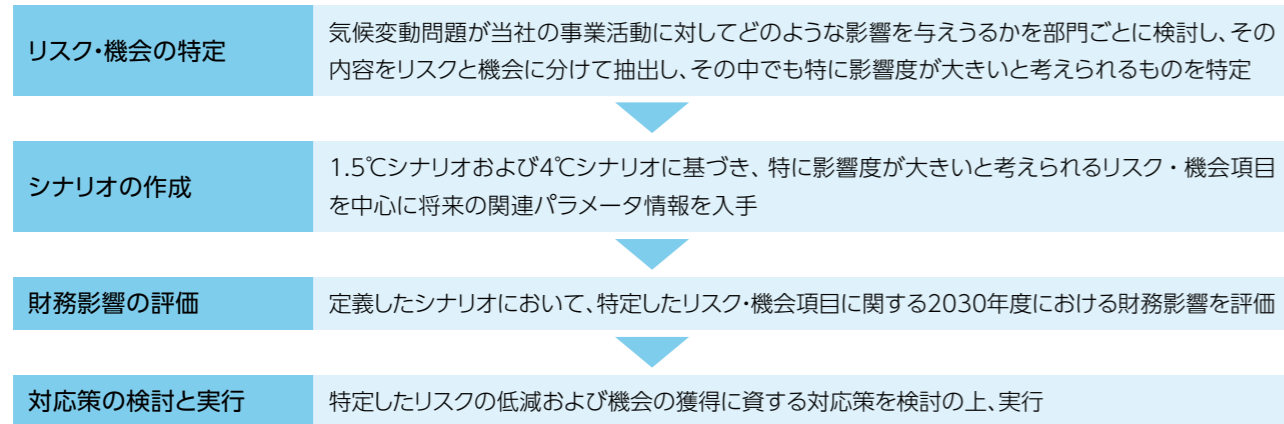 リスク・機会の特定
気候変動問題が当社の事業活動に対してどのような影響を与えうるかを部門ごとに検討し、その
内容をリスクと機会に分けて抽出し、その中でも特に影響度が大きいと考えられるものを特定
シナリオの作成
1.5℃シナリオおよび4℃シナリオに基づき、特に影響度が大きいと考えられるリスク・機会項目
を中心に将来の関連パラメータ情報を入手
財務影響の評価
定義したシナリオにおいて、特定したリスク・機会項目に関する2030年度における財務影響を評価
対応策の検討と実行
特定したリスクの低減および機会の獲得に資する対応策を検討の上、実行